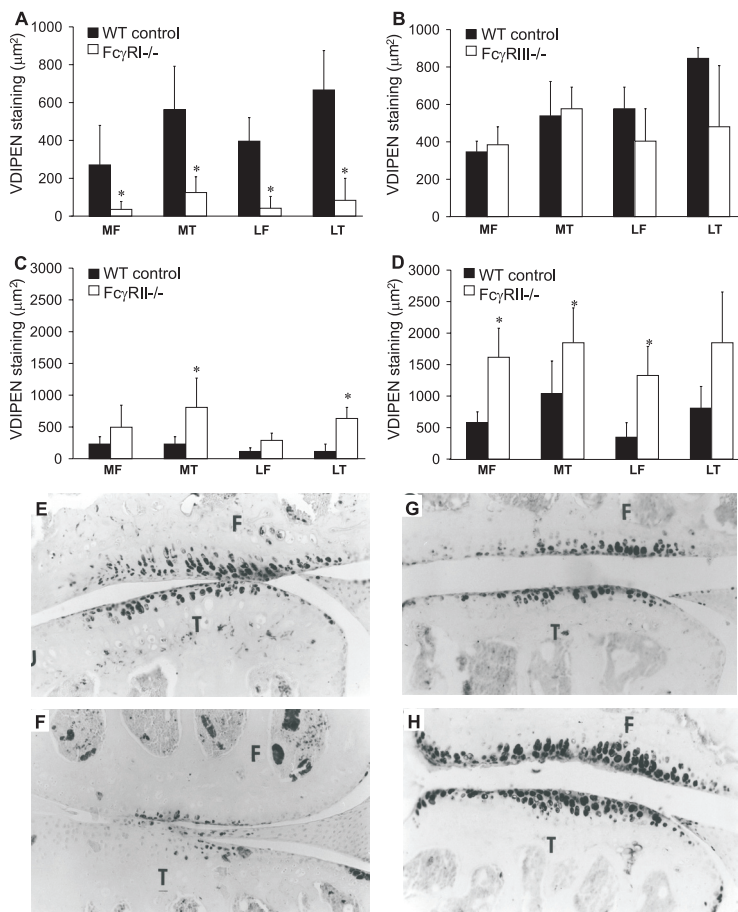 A
WT control
FcγRI-/-
VDIPEN staining (μm²)
1000
800
600
400
200
0
*
*
*
*
MF
MT
LF
LT
B
WT control
FcγRIII-/-
VDIPEN staining (μm²)
1000
800
600
400
200
0
MF
MT
LF
LT
C
WT control
FcγRII-/-
VDIPEN staining (μm²)
3000
2500
2000
1500
1000
500
0
*
*
MF
MT
LF
LT
D
WT control
FcγRII-/-
VDIPEN staining (μm²)
3000
2500
2000
1500
1000
500
0
*
*
*
MF
MT
LF
LT
E
F
T
J
G
F
T
F
F
T
H
F
T